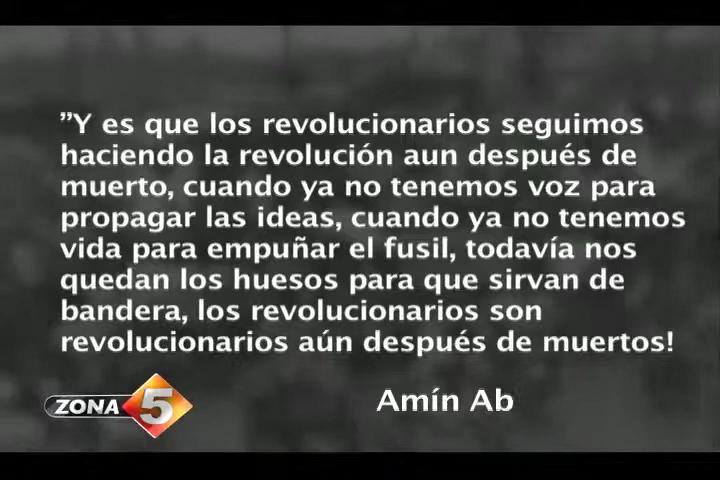 ”Y es que los revolucionarios seguimos
haciendo la revolución aun después de
muerto, cuando ya no tenemos voz para
propagar las ideas, cuando ya no tenemos
vida para empuñar el fusil, todavía nos
quedan los huesos para que sirvan de
bandera, los revolucionarios son
revolucionarios aún después de muertos!
Amín Ab
ZONA 5